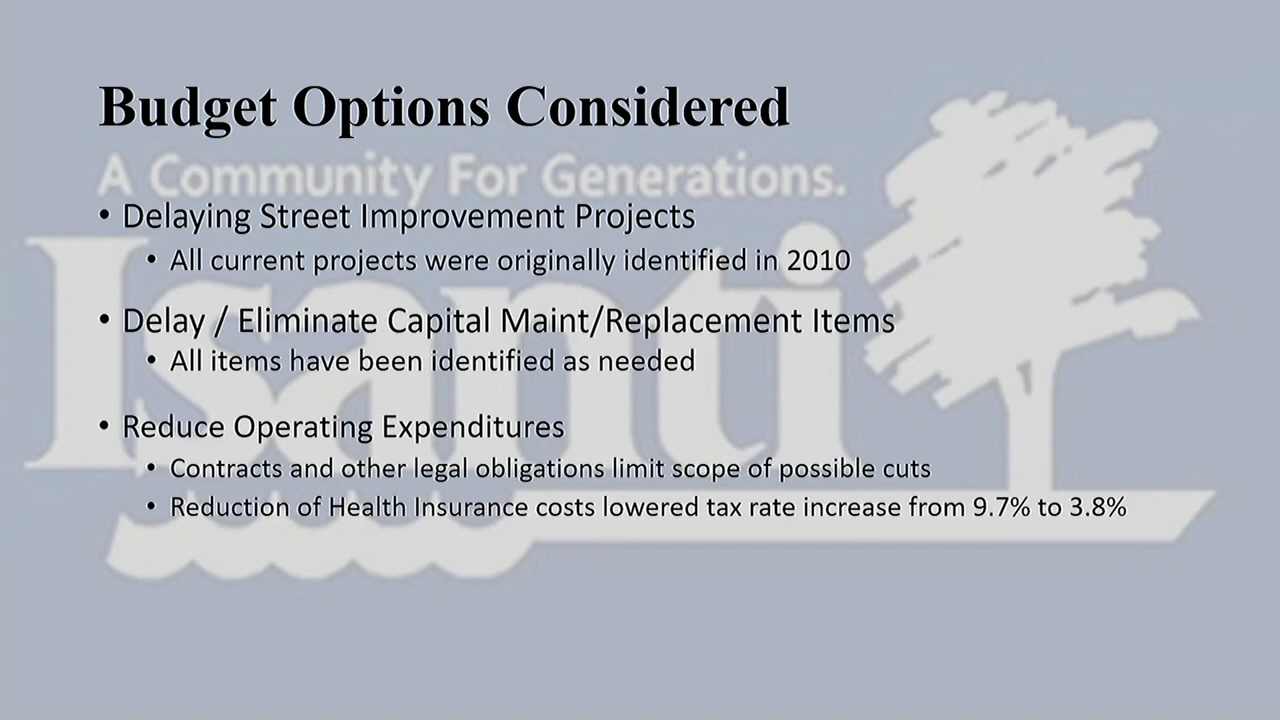 Budget Options Considered
A Community For Generations.
• Delaying Street Improvement Projects
• All current projects were originally identified in 2010
Isanti
• Delay / Eliminate Capital Maint/Replacement Items
• All items have been identified as needed
• Reduce Operating Expenditures
• Contracts and other legal obligations limit scope of possible cuts
• Reduction of Health Insurance costs lowered tax rate increase from 9.7% to 3.8%